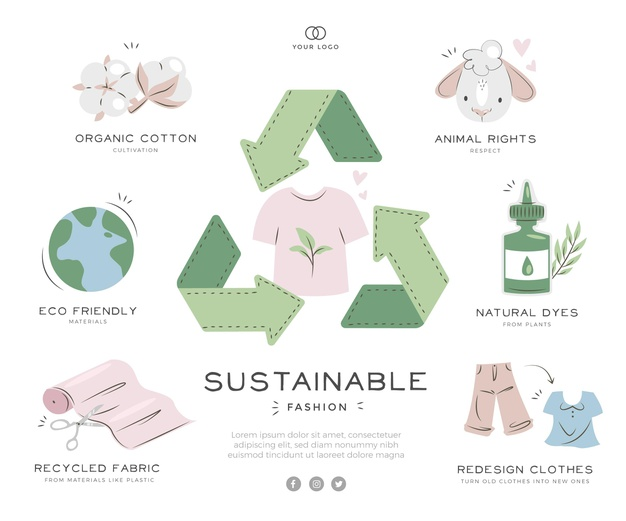 YOUR LOGO
ORGANIC COTTON
CULTIVATION
ANIMAL RIGHTS
RESPECT
ECO FRIENDLY
MATERIALS
NATURAL DYES
FROM PLANTS
SUSTAINABLE
FASHION
Lorem ipsum dolor sit amet, consectetuer
adipiscing elit, sed diam nonummy nibh
euismod tincidunt ut laoreet dolore magna
RECYCLED FABRIC
FROM MATERIALS LIKE PLASTIC
REDESIGN CLOTHES
TURN OLD CLOTHES INTO NEW ONES